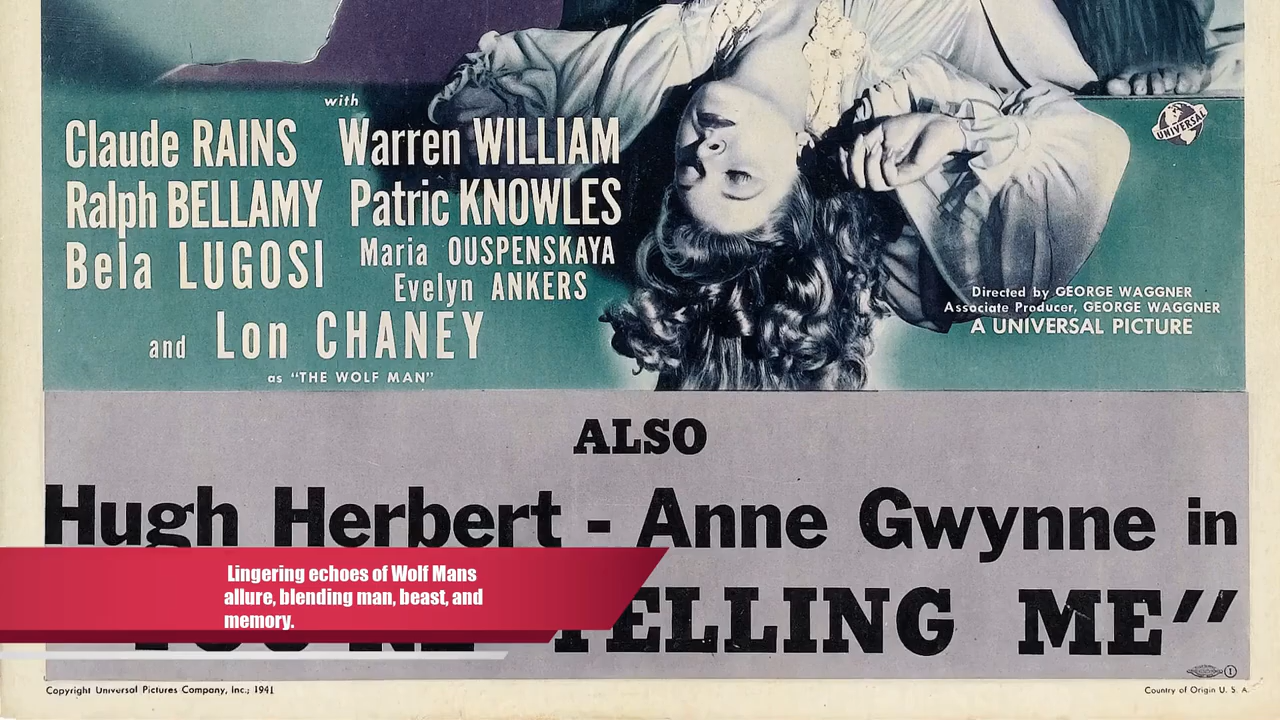 with
Claude RAINS Warren WILLIAM
Ralph BELLAMY Patric KNOWLES
Bela LUGOSI Maria OUSPENSKAYA
Evelyn ANKERS
and Lon CHANEY
as "THE WOLF MAN"
UNIVERSAL
Directed by GEORGE WAGGNER
Associate Producer, GEORGE WAGGNER
A UNIVERSAL PICTURE
ALSO
Hugh Herbert - Anne Gwynne in
TELLING ME"
Lingering echoes of Wolf Mans
allure, blending man, beast, and
memory.
Copyright Universal Pictures Company, Inc.; 1941
Country of Origin U. S. A.